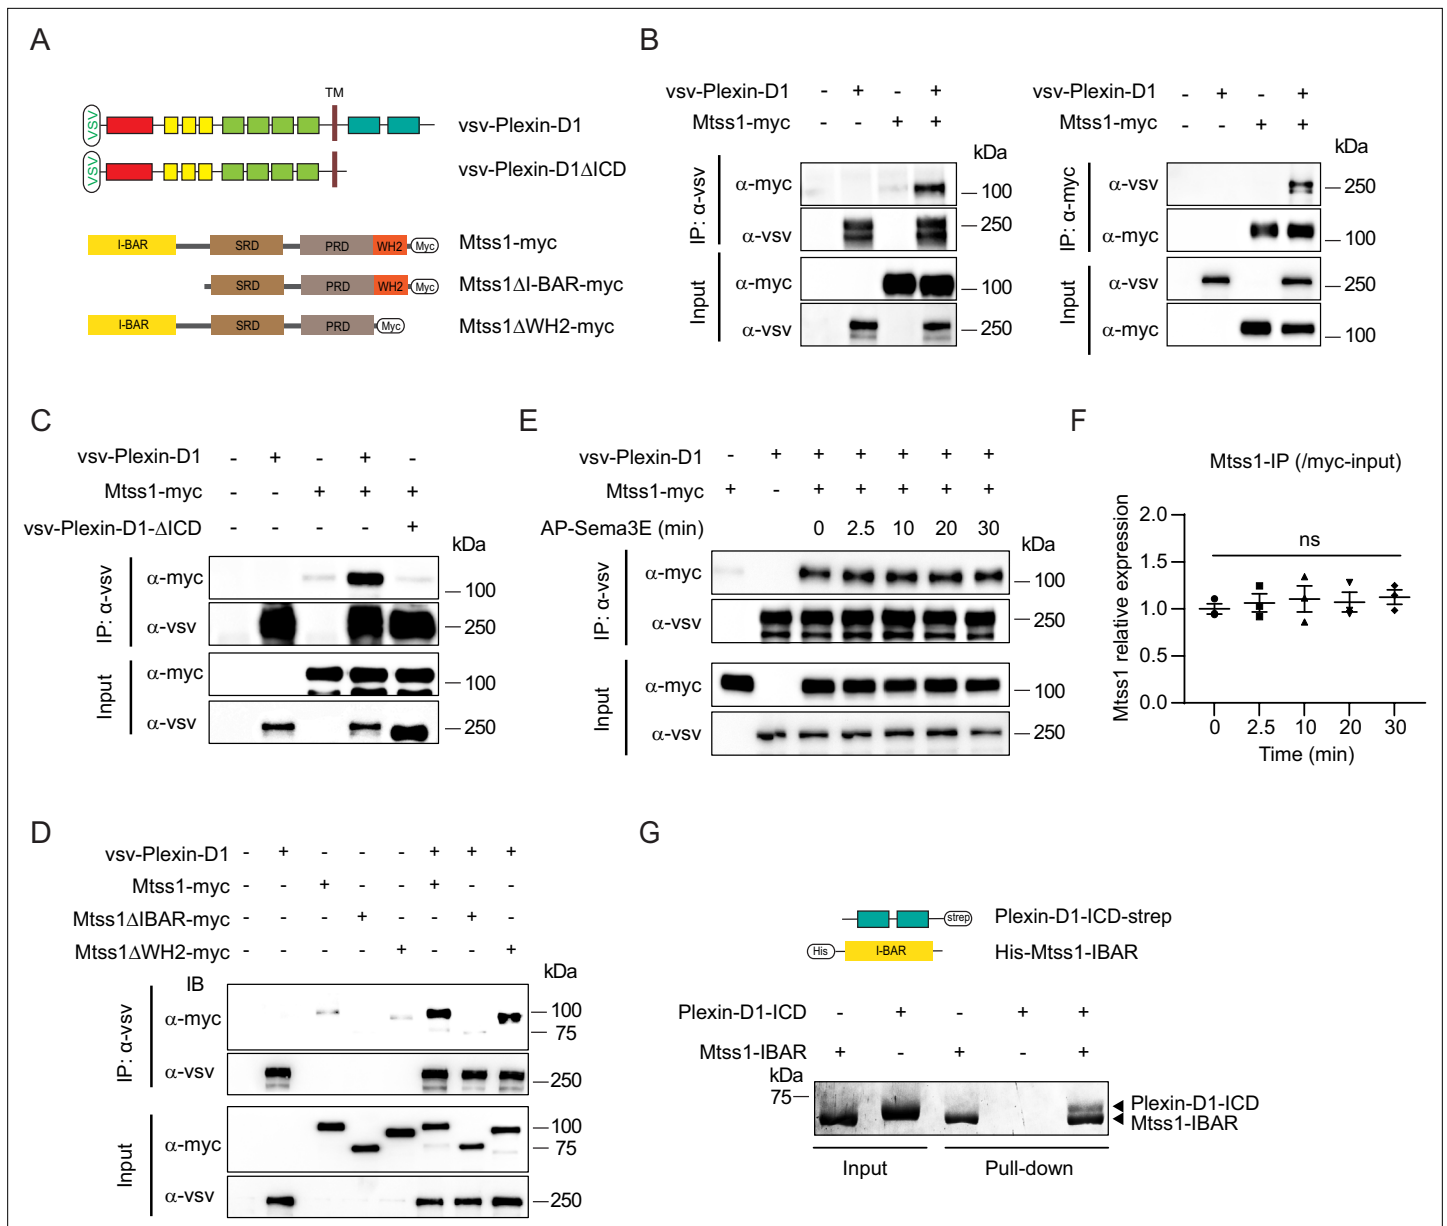 A
TM
VSV
vsv-Plexin-D1
VSV
vsv-Plexin-D1ΔICD
I-BAR SRD PRD WH2 Myc
Mtss1-myc
SRD PRD WH2 Myc
Mtss1ΔI-BAR-myc
I-BAR SRD PRD Myc
Mtss1ΔWH2-myc
B
vsv-Plexin-D1 - + - +
Mtss1-myc - - + +
kDa
IP: α-vsv
α-myc 100
α-vsv 250
Input
α-myc 100
α-vsv 250
vsv-Plexin-D1 - + - +
Mtss1-myc - - + +
kDa
IP: α-myc
α-vsv 250
α-myc 100
Input
α-vsv 250
α-myc 100
C
vsv-Plexin-D1 - + - + -
Mtss1-myc - - + + +
vsv-Plexin-D1-ΔICD - - - - +
kDa
IP: α-vsv
α-myc 100
α-vsv 250
Input
α-myc 100
α-vsv 250
E
vsv-Plexin-D1 - + + + + + +
Mtss1-myc + - + + + + +
AP-Sema3E (min) 0 2.5 10 20 30
kDa
IP: α-vsv
α-myc 100
α-vsv 250
Input
α-myc 100
α-vsv 250
F
Mtss1-IP (/myc-input)
Mtss1 relative expression
2.0
1.5
1.0
0.5
0.0
ns
0 2.5 10 20 30
Time (min)
D
vsv-Plexin-D1 - + - - - + + +
Mtss1-myc - - + - - + - -
Mtss1ΔIBAR-myc - - - + - - + -
Mtss1ΔWH2-myc - - - - + - - +
IB
kDa
IP: α-vsv
α-myc 100
75
α-vsv 250
Input
α-myc 100
75
α-vsv 250
G
strep
Plexin-D1-ICD-strep
His I-BAR
His-Mtss1-IBAR
Plexin-D1-ICD - + - + +
Mtss1-IBAR + - + - +
kDa
75
Plexin-D1-ICD
Mtss1-IBAR
Input Pull-down